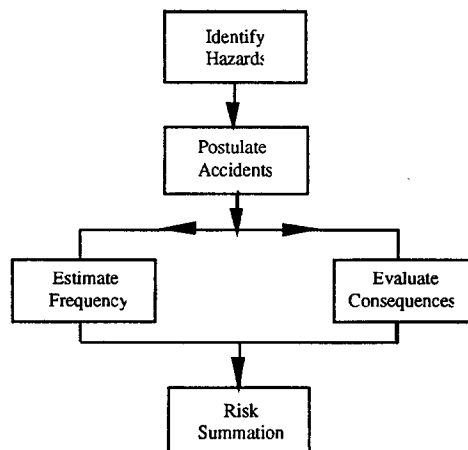 Identify
Hazards
Postulate
Accidents
Estimate
Frequency
Evaluate
Consequences
Risk
Summation